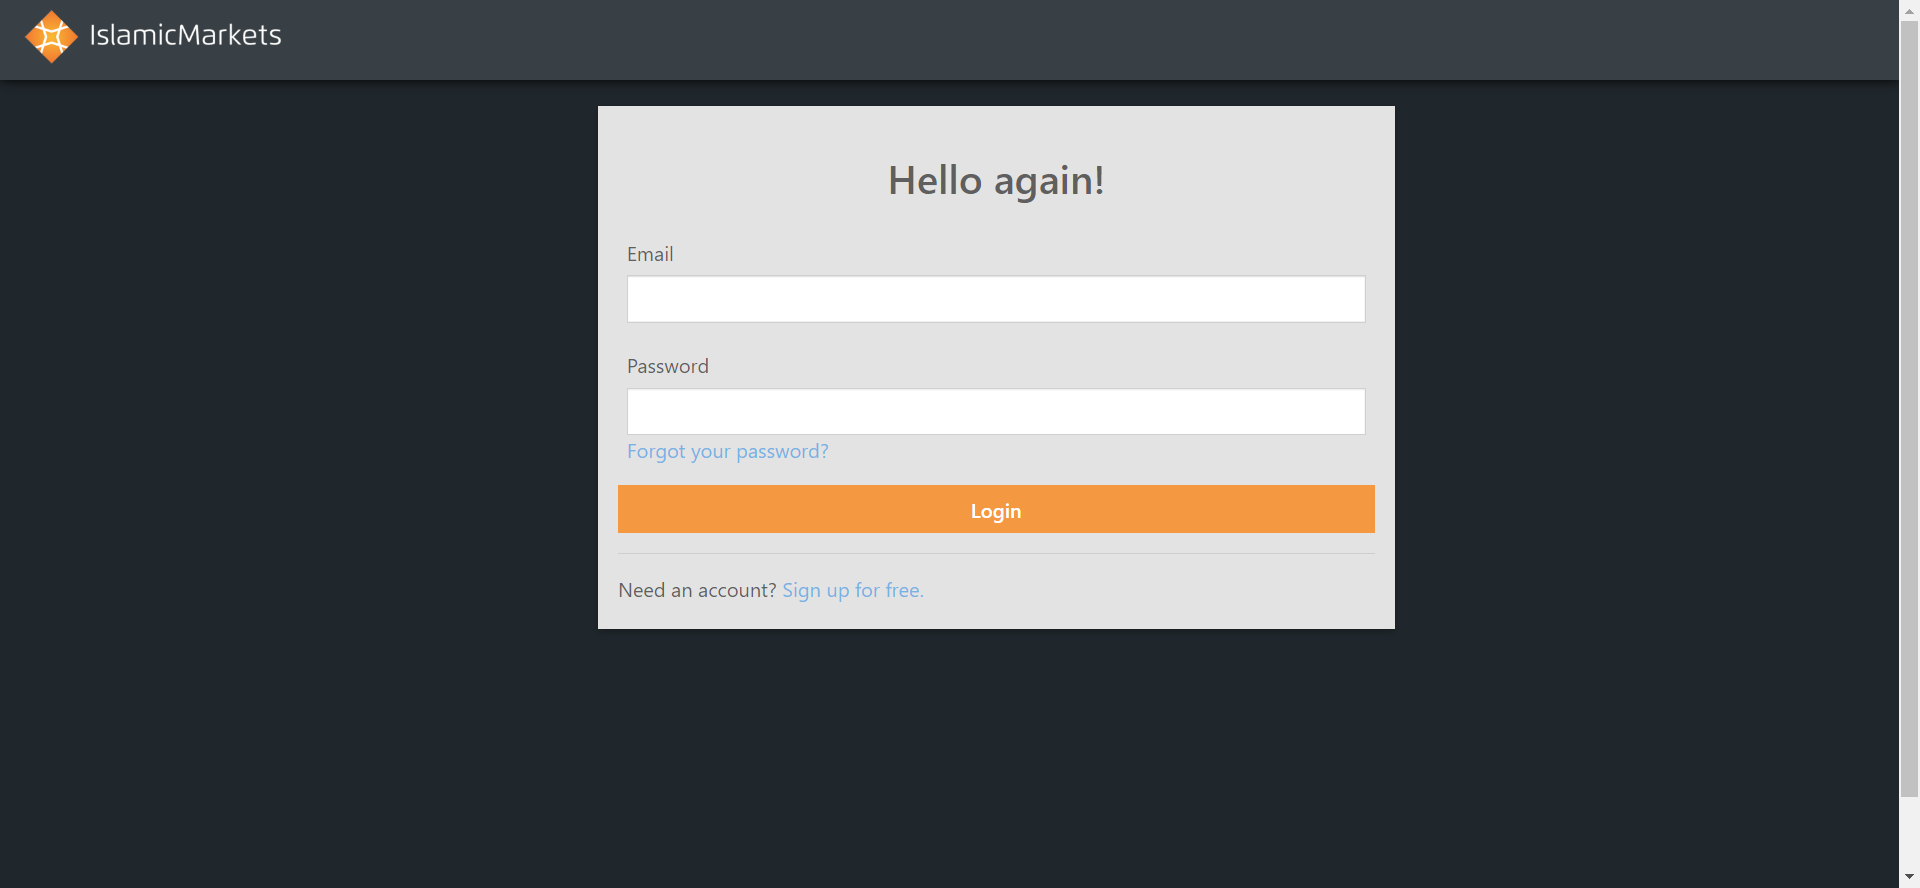 IslamicMarkets
Hello again!
Email
Password
Forgot your password?
Login
Need an account? Sign up for free.